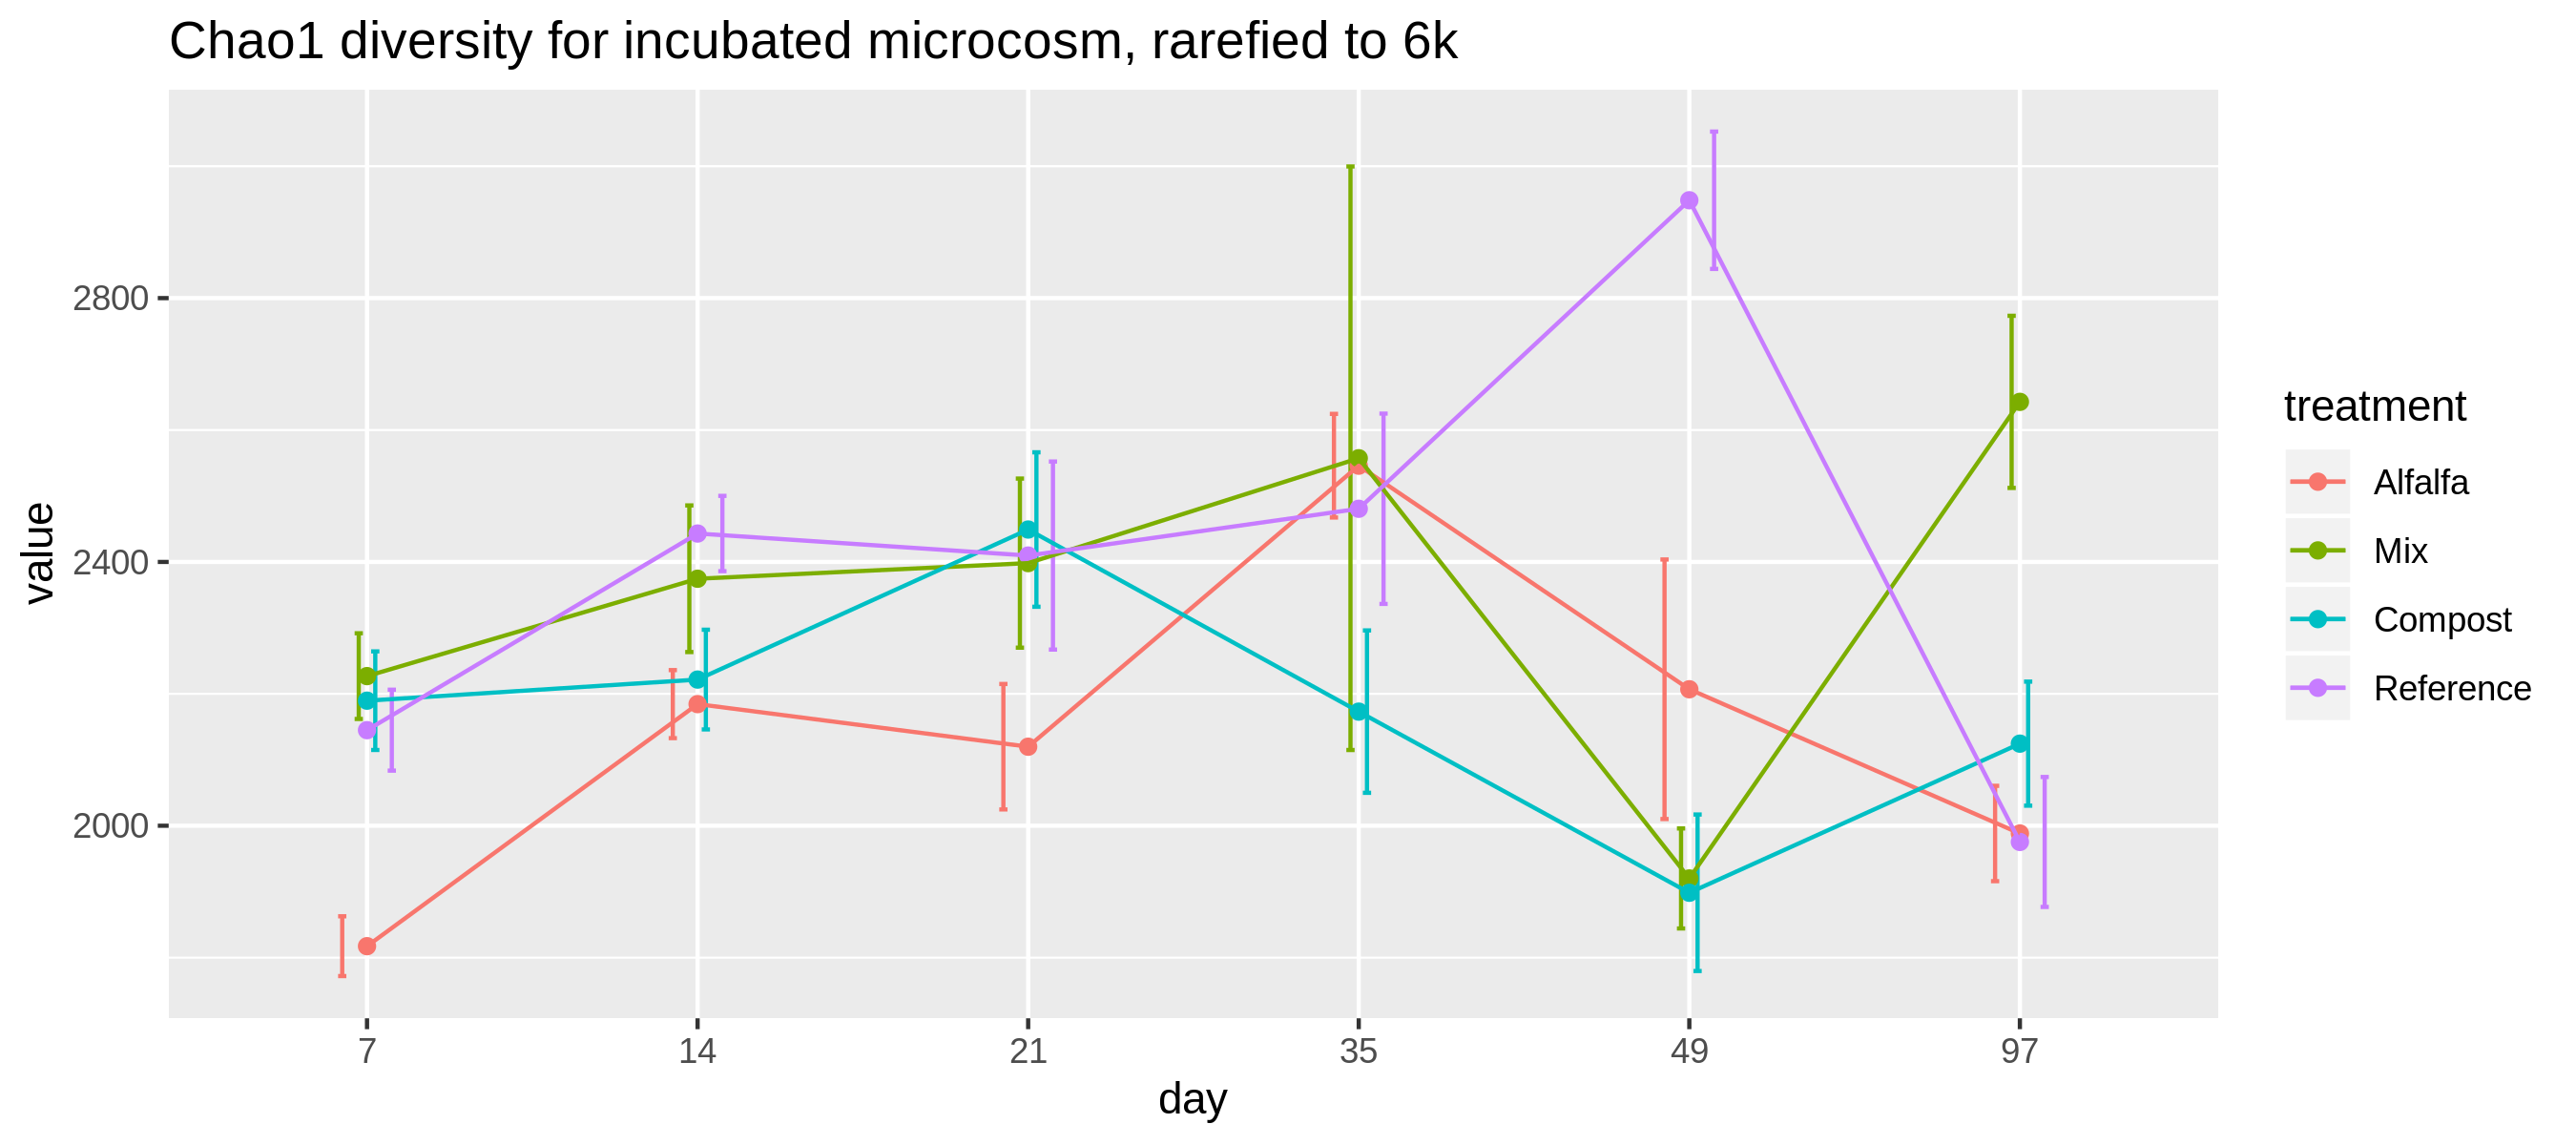 Chao1 diversity for incubated microcosm, rarefied to 6k
value
2800
2400
2000
7 14 21 35 49 97
day
treatment
Alfalfa
Mix
Compost
Reference